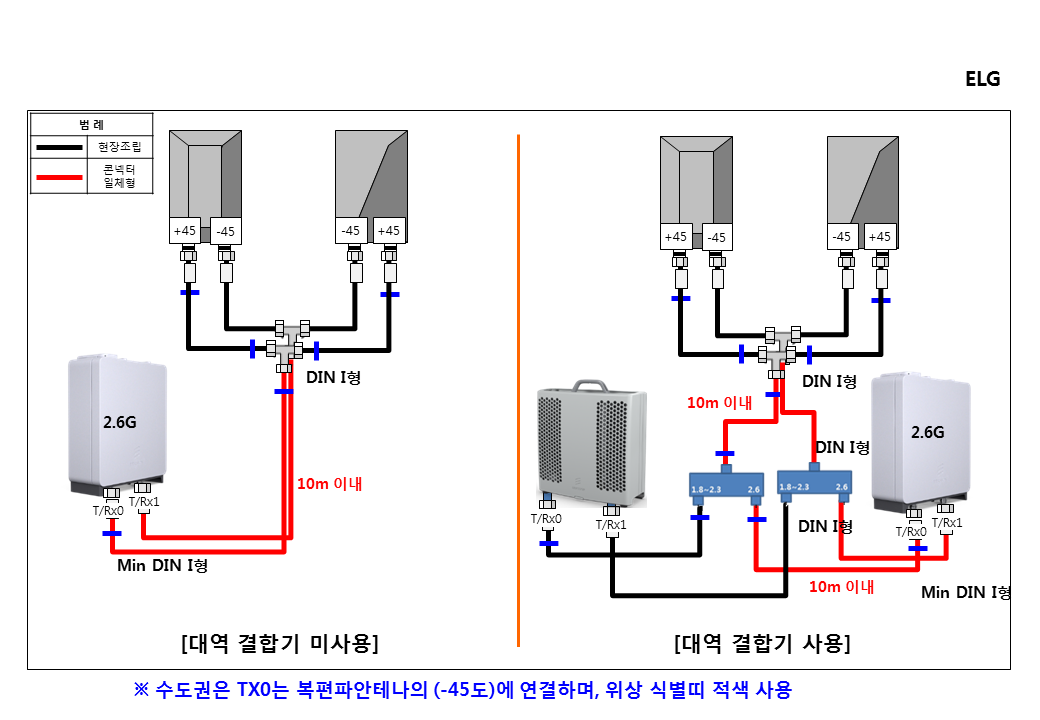 ELG
범 례
현장조립
콘넥터
일체형
+45
-45
-45
+45
DIN I형
2.6G
T/Rx0
T/Rx1
10m 이내
Min DIN I형
[대역 결합기 미사용]
+45
-45
-45
+45
DIN I형
10m 이내
2.6G
DIN I형
1.8~2.3
2.6
1.8~2.3
2.6
T/Rx0
T/Rx1
DIN I형
T/Rx0
T/Rx1
10m 이내
Min DIN I형
[대역 결합기 사용]
※ 수도권은 TX0는 복편파안테나의 (-45도)에 연결하며, 위상 식별띠 적색 사용